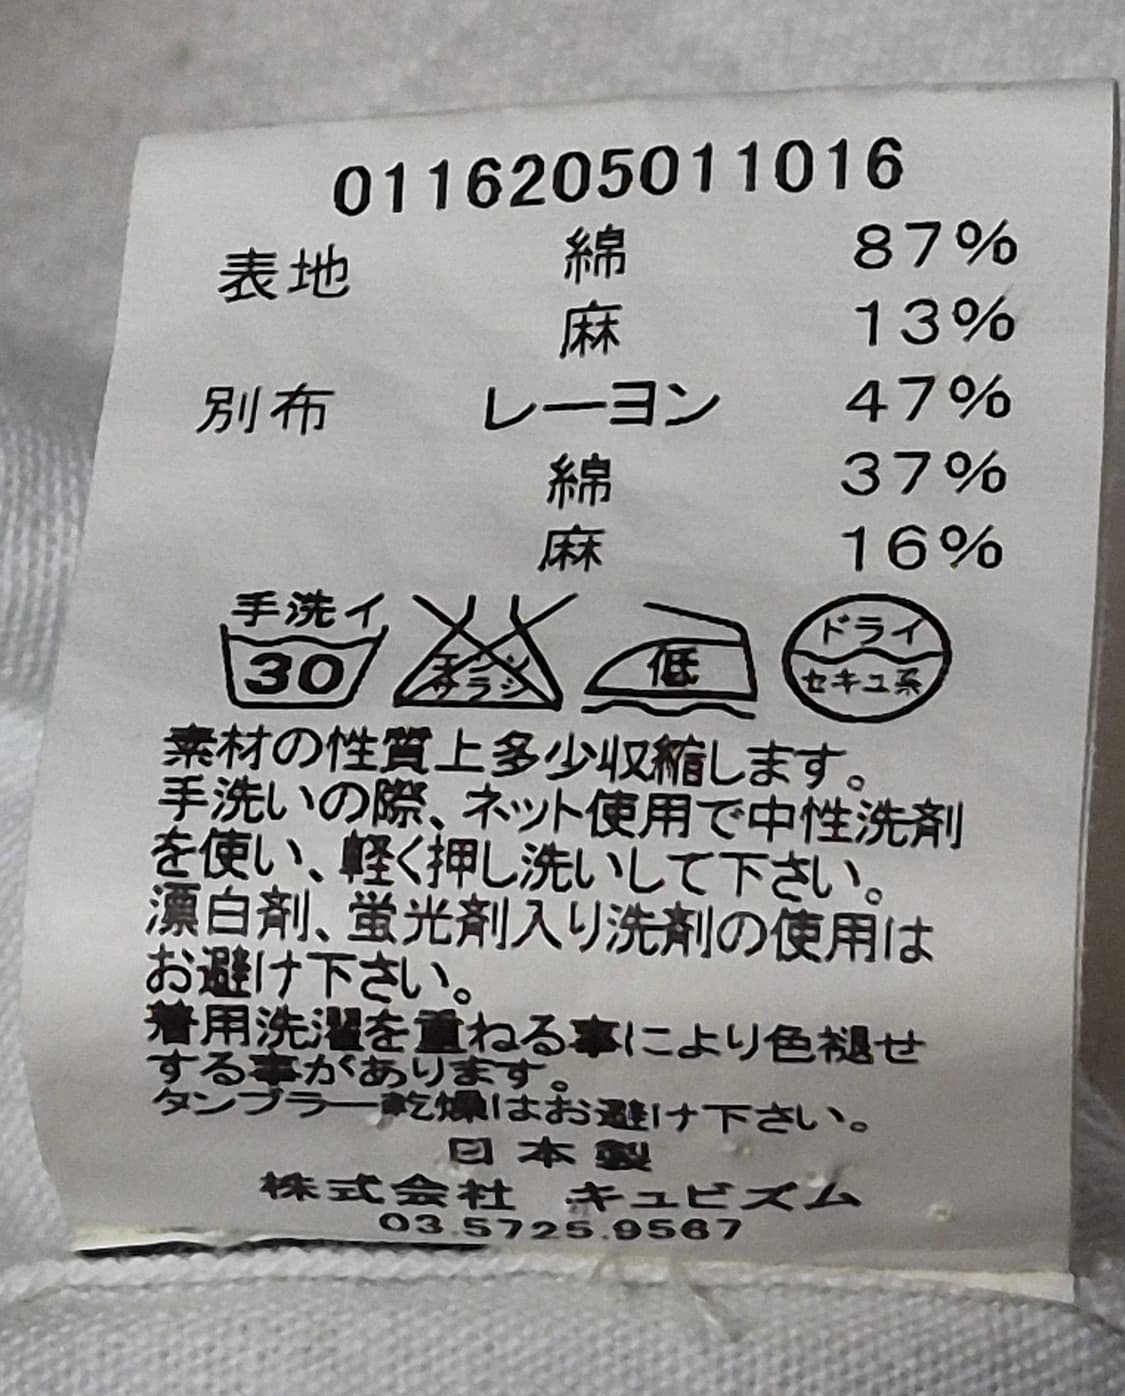 0116205011016
表地 綿 87%
麻 13%
別布 レーヨン 47%
綿 37%
麻 16%
手洗イ
30
エンソ
サラシ
低
ドライ
セキユ系
素材の性質上多少収縮します。
手洗いの際、ネット使用で中性洗剤
を使い、軽く押し洗いして下さい。
漂白剤、蛍光剤入り洗剤の使用は
お避け下さい。
着用洗濯を重ねる事により色褪せ
する事があります。
タンブラー乾燥はお避け下さい。
日本製
株式会社 キュビズム
03.5725.9567